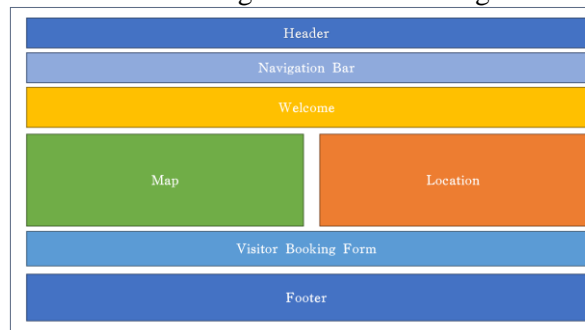 Header
Navigation Bar
Welcome
Map
Location
Visitor Booking Form
Footer